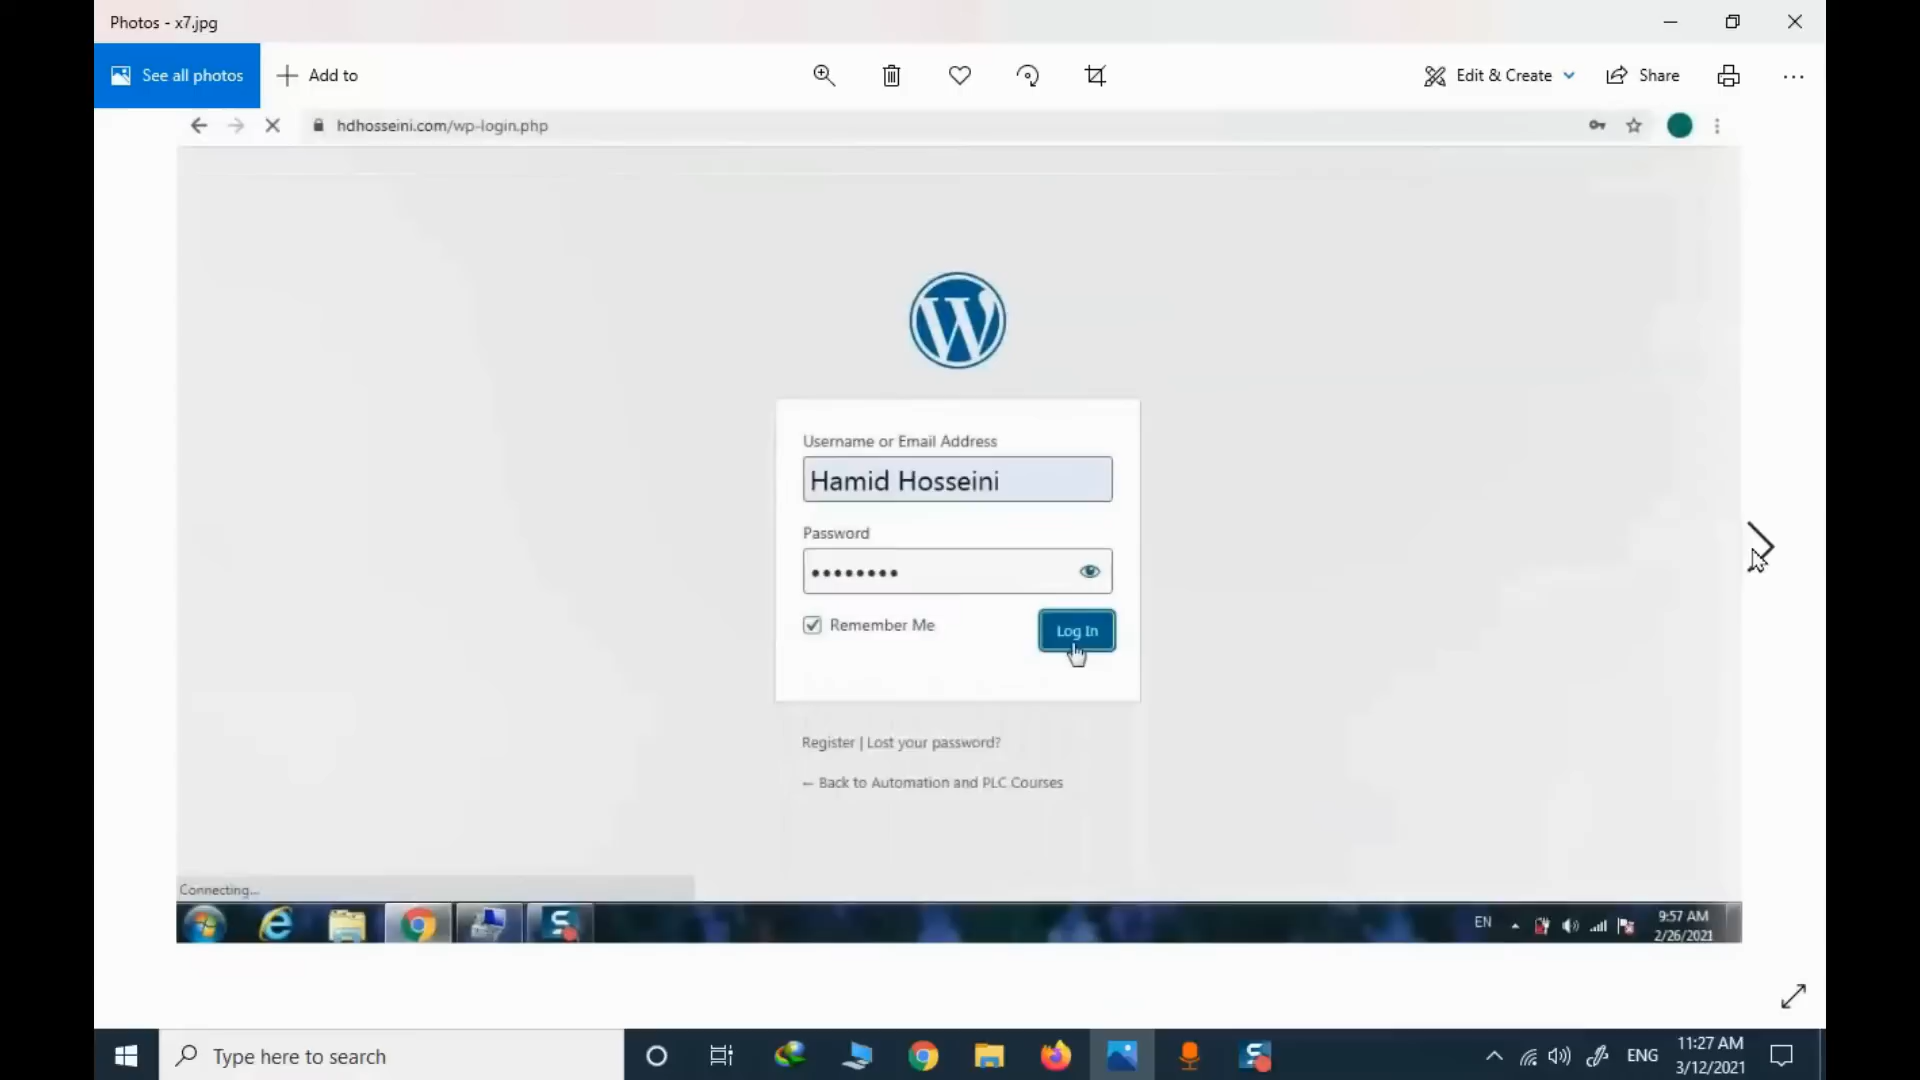 Photos - x7.jpg
See all photos
Add to
Edit & Create
Share
hdhosseini.com/wp-login.php
Username or Email Address
Hamid Hosseini
Password
Remember Me
Log In
Register | Lost your password?
← Back to Automation and PLC Courses
Connecting...
EN
9:57 AM
2/26/2021
Type here to search
ENG
11:27 AM
3/12/2021